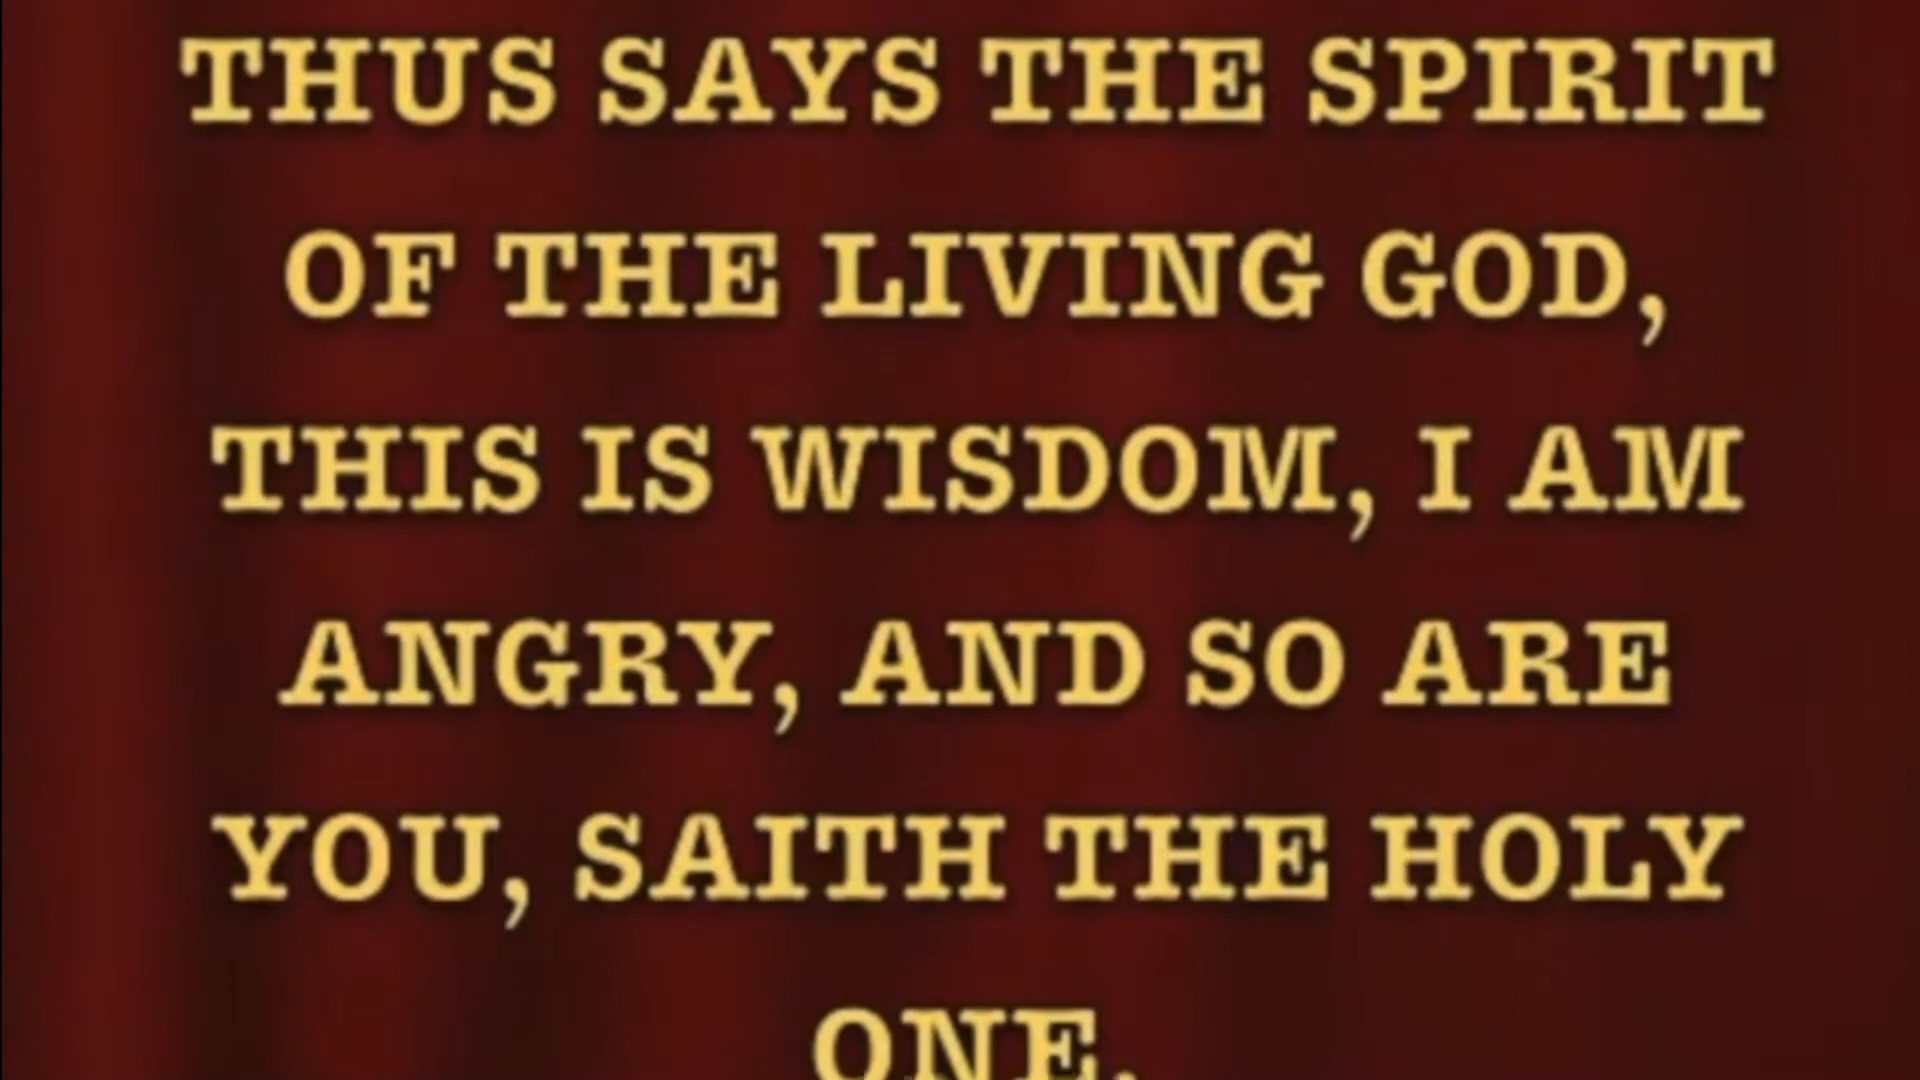 THUS SAYS THE SPIRIT
OF THE LIVING GOD,
THIS IS WISDOM, I AM
ANGRY, AND SO ARE
YOU, SAITH THE HOLY
ONE.